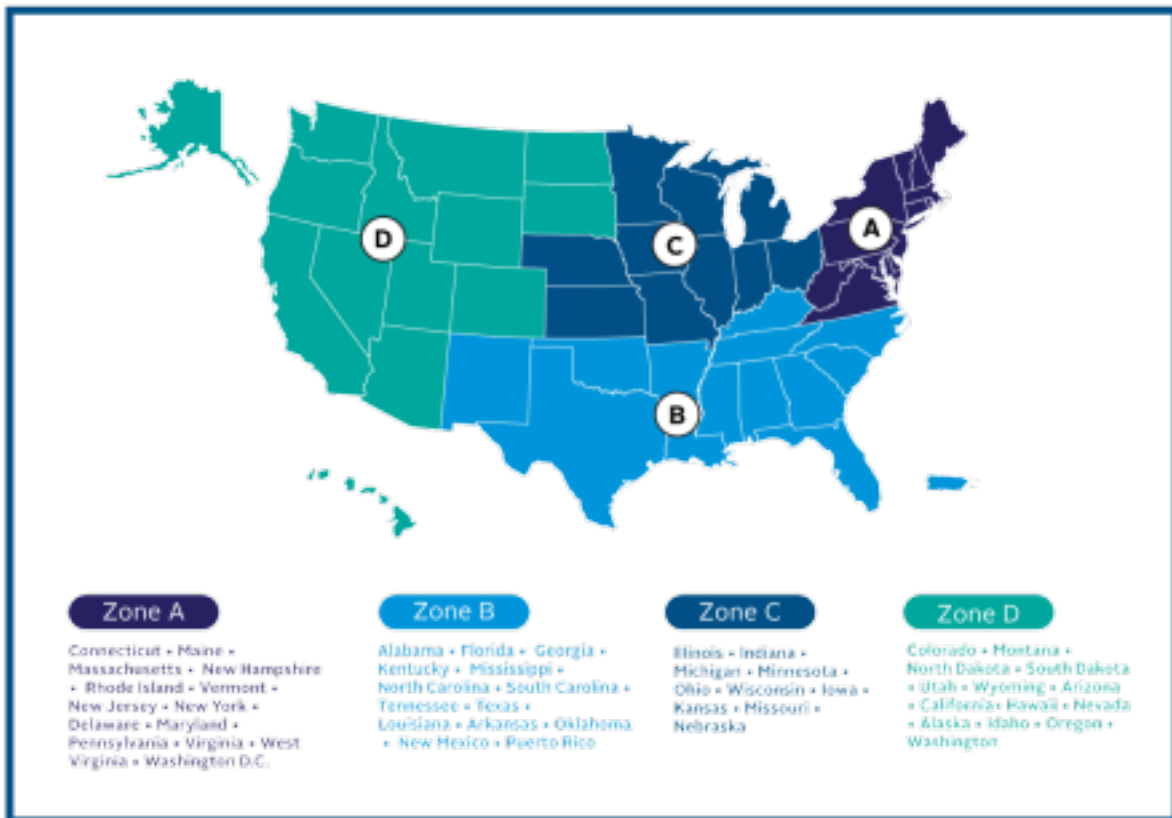 D
C
A
B
Zone A
Connecticut • Maine •
Massachusetts • New Hampshire
• Rhode Island • Vermont •
New Jersey • New York •
Delaware • Maryland •
Pennsylvania • Virginia • West
Virginia • Washington D.C.
Zone B
Alabama • Florida • Georgia •
Kentucky • Mississippi •
North Carolina • South Carolina •
Tennessee • Texas •
Louisiana • Arkansas • Oklahoma
• New Mexico • Puerto Rico
Zone C
Illinois • Indiana •
Michigan • Minnesota •
Ohio • Wisconsin • Iowa •
Kansas • Missouri •
Nebraska
Zone D
Colorado • Montana •
North Dakota • South Dakota
• Utah • Wyoming • Arizona
• California• Hawaii • Nevada
• Alaska • Idaho • Oregon •
Washington